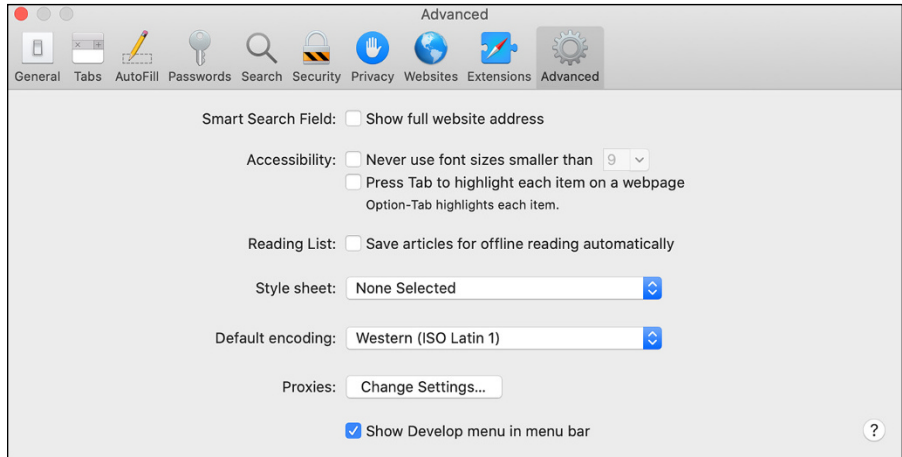 Advanced
General Tabs AutoFill Passwords Search Security Privacy Websites Extensions Advanced
Smart Search Field: Show full website address
Accessibility: Never use font sizes smaller than 9
Press Tab to highlight each item on a webpage
Option-Tab highlights each item.
Reading List: Save articles for offline reading automatically
Style sheet: None Selected
Default encoding: Western (ISO Latin 1)
Proxies: Change Settings...
Show Develop menu in menu bar ?